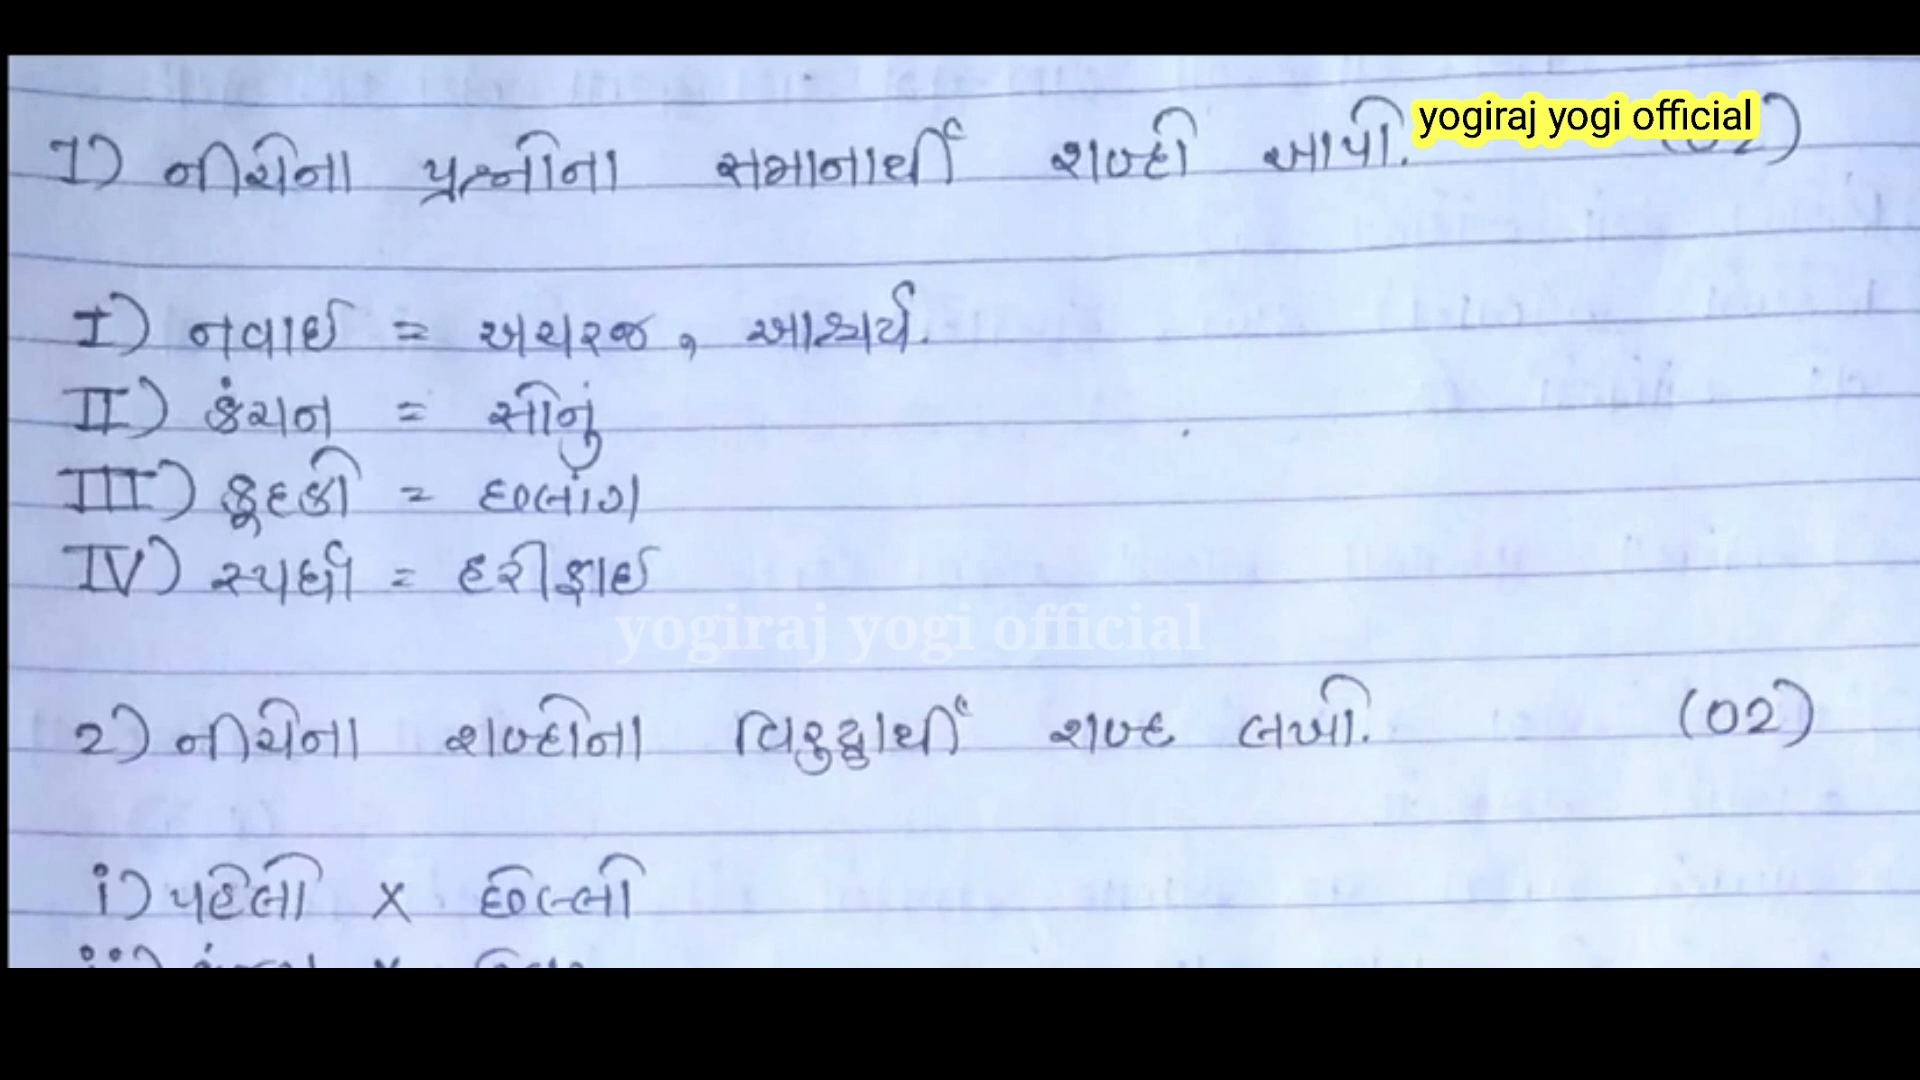 yogiraj yogi official
1) નીચેના પ્રશ્નોના સમાનાર્થી શબ્દો આપો.
I) નવાઈ = અચરજ, આશ્ચર્ય.
II) કંચન = સોનું
III) કૂદકો = છલાંગ
IV) સ્પર્ધા = હરીફાઈ
yogiraj yogi official
2) નીચેના શબ્દોના વિરુદ્ધાર્થી શબ્દ લખો. (02)
i) પહેલો × છેલ્લો